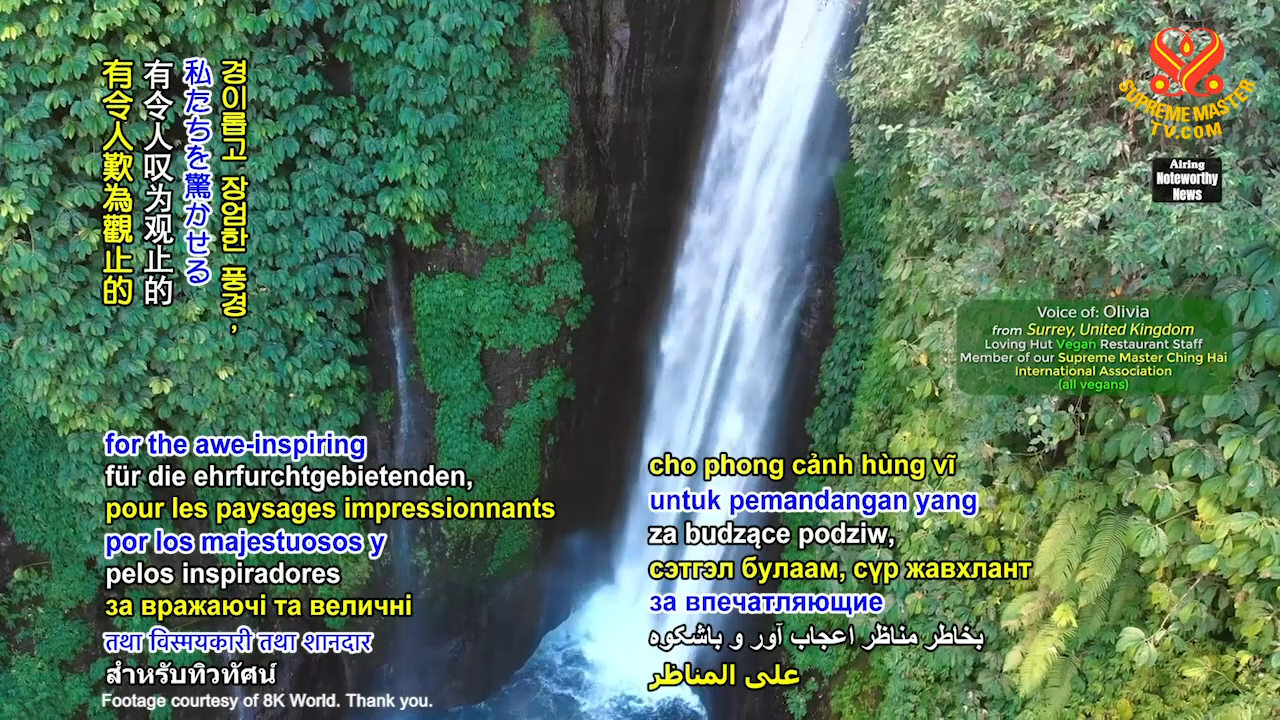 有令人歎為觀止的
有令人叹为观止的
私たちを驚かせる
경이롭고 장엄한 풍경,
SUPREME MASTER
TV.COM
Airing
Noteworthy
News
Voice of: Olivia
from Surrey, United Kingdom
Loving Hut Vegan Restaurant Staff
Member of our Supreme Master Ching Hai
International Association
(all vegans)
for the awe-inspiring
für die ehrfurchtgebietenden,
pour les paysages impressionnants
por los majestuosos y
pelos inspiradores
за вражаючі та величні
तथा विस्मयकारी तथा शानदार
สำหรับทิวทัศน์
cho phong cảnh hùng vĩ
untuk pemandangan yang
za budzące podziw,
сэтгэл булаам, сүр жавхлант
за впечатляющие
بخاطر مناظر اعجاب آور و باشکوه
على المناظر
Footage courtesy of 8K World. Thank you.